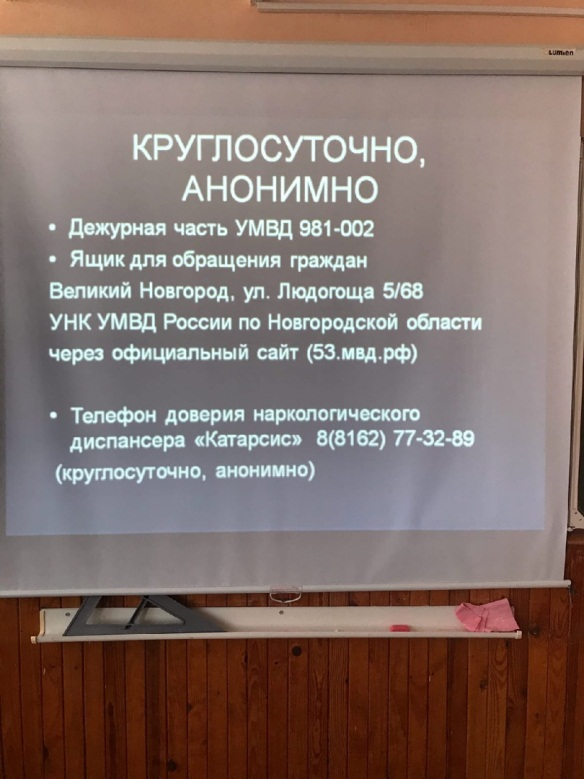 Lumien
КРУГЛОСУТОЧНО,
АНОНИМНО
• Дежурная часть УМВД 981-002
• Ящик для обращения граждан
Великий Новгород, ул. Людогоща 5/68
УНК УМВД России по Новгородской области
через официальный сайт (53.мвд.рф)
• Телефон доверия наркологического
диспансера «Катарсис» 8(8162) 77-32-89
(круглосуточно, анонимно)